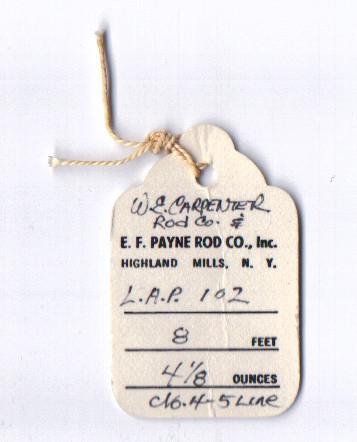 W.E. CARPENTER
ROD CO. &
E. F. PAYNE ROD CO., Inc.
HIGHLAND MILLS, N. Y.
L.A.P. 102
8 FEET
4 1/8 OUNCES
C16.4-5 LINE